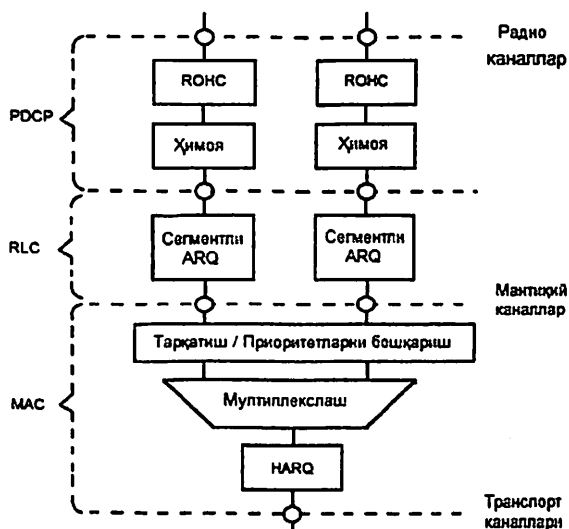 Радио
каналлар
ROHC
ROHC
PDCP
Ҳимоя
Ҳимоя
RLC
Сегментли
ARQ
Сегментли
ARQ
Мантиқий
каналлар
Тарқатиш / Приоритетларни бошқариш
MAC
Мултиплекслаш
HARQ
Транспорт
каналлари